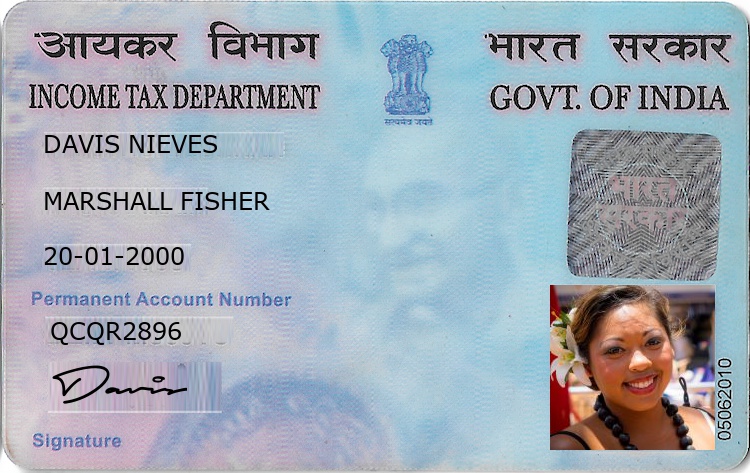 आयकर विभाग
भारत सरकार
INCOME TAX DEPARTMENT
GOVT. OF INDIA
सत्यमेव जयते
DAVIS NIEVES
MARSHALL FISHER
20-01-2000
भारत
सरकार
Permanent Account Number
QCQR2896
Davis
Signature
05062010